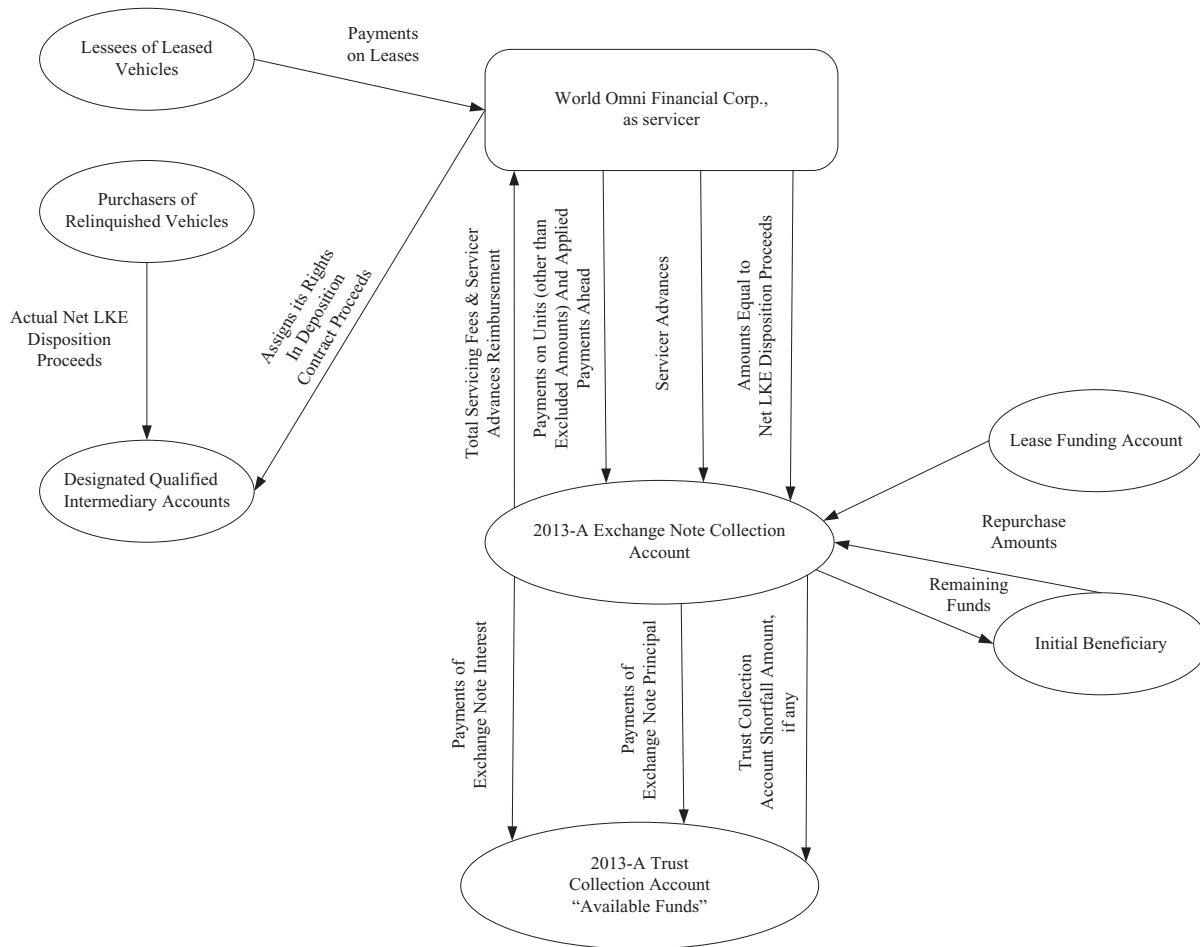 Lessees of Leased
Vehicles
Payments
on Leases
World Omni Financial Corp.,
as servicer
Purchasers of
Relinquished Vehicles
Actual Net LKE
Disposition
Proceeds
Assigns its Rights
In Deposition
Contract Proceeds
Total Servicing Fees & Servicer
Advances Reimbursement
Payments on Units (other than
Excluded Amounts) And Applied
Payments Ahead
Servicer Advances
Amounts Equal to
Net LKE Disposition Proceeds
Designated Qualified
Intermediary Accounts
Lease Funding Account
2013-A Exchange Note Collection
Account
Repurchase
Amounts
Remaining
Funds
Initial Beneficiary
Payments of
Exchange Note Interest
Payments of
Exchange Note Principal
Trust Collection
Account Shortfall Amount,
if any
2013-A Trust
Collection Account
“Available Funds”